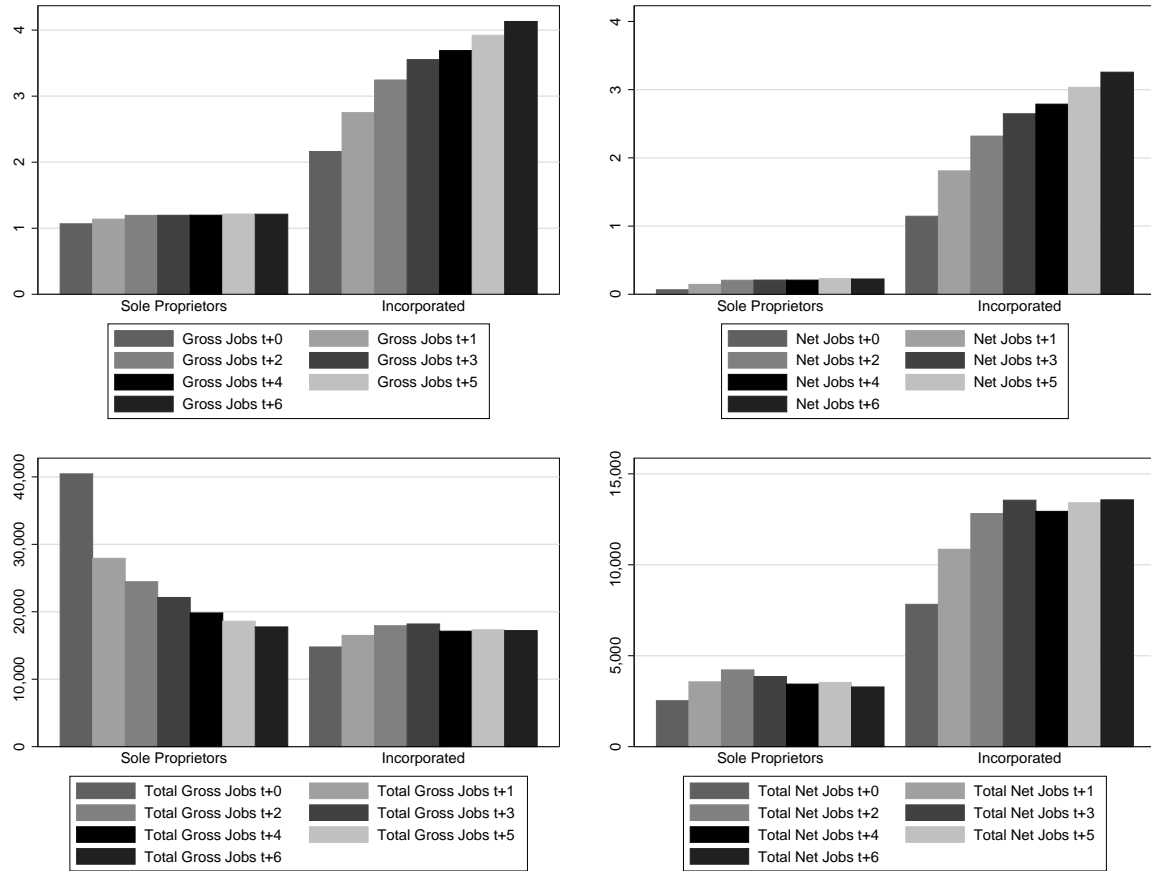 4
3
2
1
0
Sole Proprietors Incorporated
Gross Jobs t+0 Gross Jobs t+1
Gross Jobs t+2 Gross Jobs t+3
Gross Jobs t+4 Gross Jobs t+5
Gross Jobs t+6
4
3
2
1
0
Sole Proprietors Incorporated
Net Jobs t+0 Net Jobs t+1
Net Jobs t+2 Net Jobs t+3
Net Jobs t+4 Net Jobs t+5
Net Jobs t+6
40,000
30,000
20,000
10,000
0
Sole Proprietors Incorporated
Total Gross Jobs t+0 Total Gross Jobs t+1
Total Gross Jobs t+2 Total Gross Jobs t+3
Total Gross Jobs t+4 Total Gross Jobs t+5
Total Gross Jobs t+6
15,000
10,000
5,000
0
Sole Proprietors Incorporated
Total Net Jobs t+0 Total Net Jobs t+1
Total Net Jobs t+2 Total Net Jobs t+3
Total Net Jobs t+4 Total Net Jobs t+5
Total Net Jobs t+6